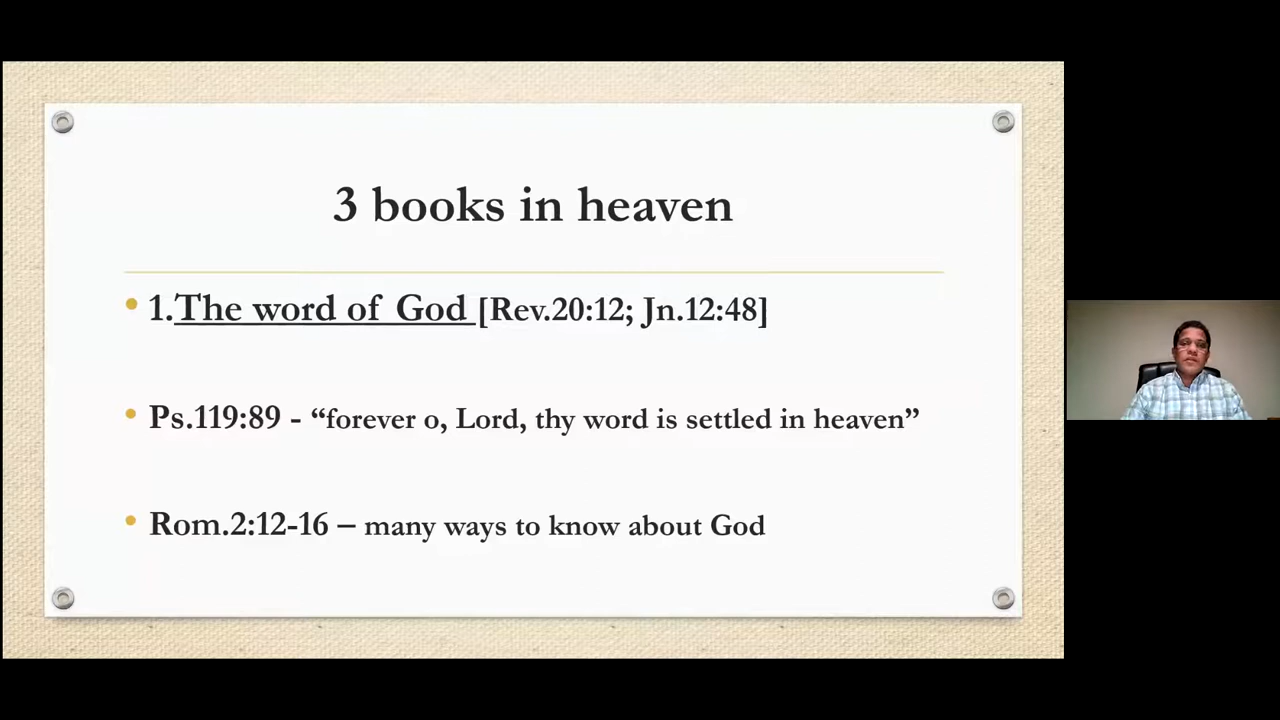 3 books in heaven
• 1.The word of God [Rev.20:12; Jn.12:48]
• Ps.119:89 - “forever o, Lord, thy word is settled in heaven”
• Rom.2:12-16 – many ways to know about God